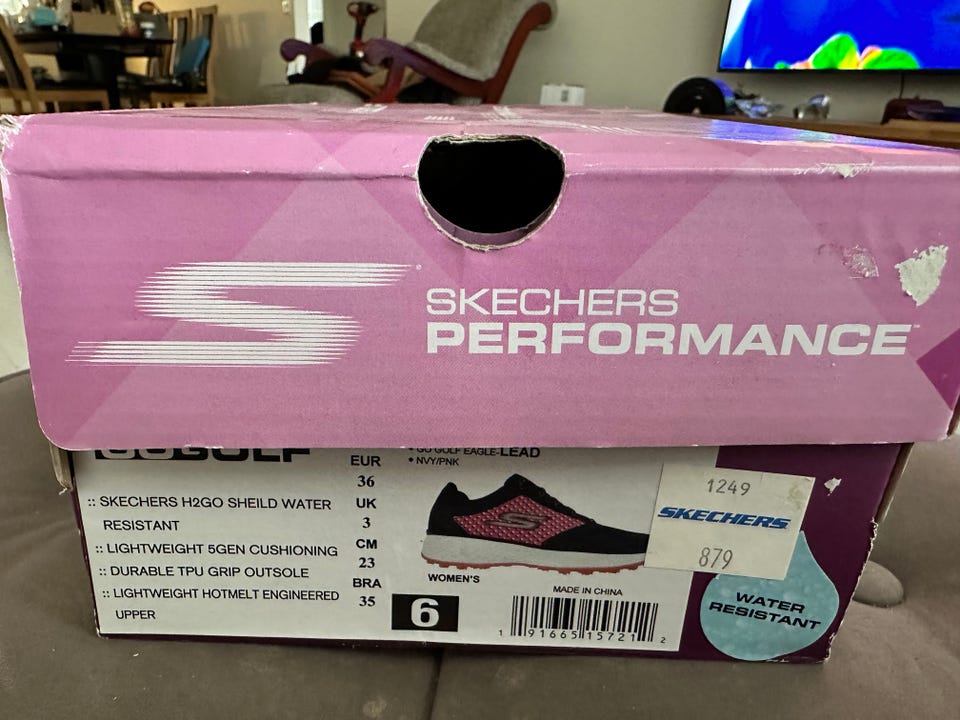 SKECHERS
PERFORMANCE™
GOGOLF
• GO GOLF EAGLE-LEAD
• NVY/PNK
EUR
36
UK
3
CM
23
BRA
35
:: SKECHERS H2GO SHEILD WATER
RESISTANT
:: LIGHTWEIGHT 5GEN CUSHIONING
:: DURABLE TPU GRIP OUTSOLE
:: LIGHTWEIGHT HOTMELT ENGINEERED
UPPER
WOMEN'S
6
MADE IN CHINA
1 91665 15721 2
1249
SKECHERS
879
WATER
RESISTANT